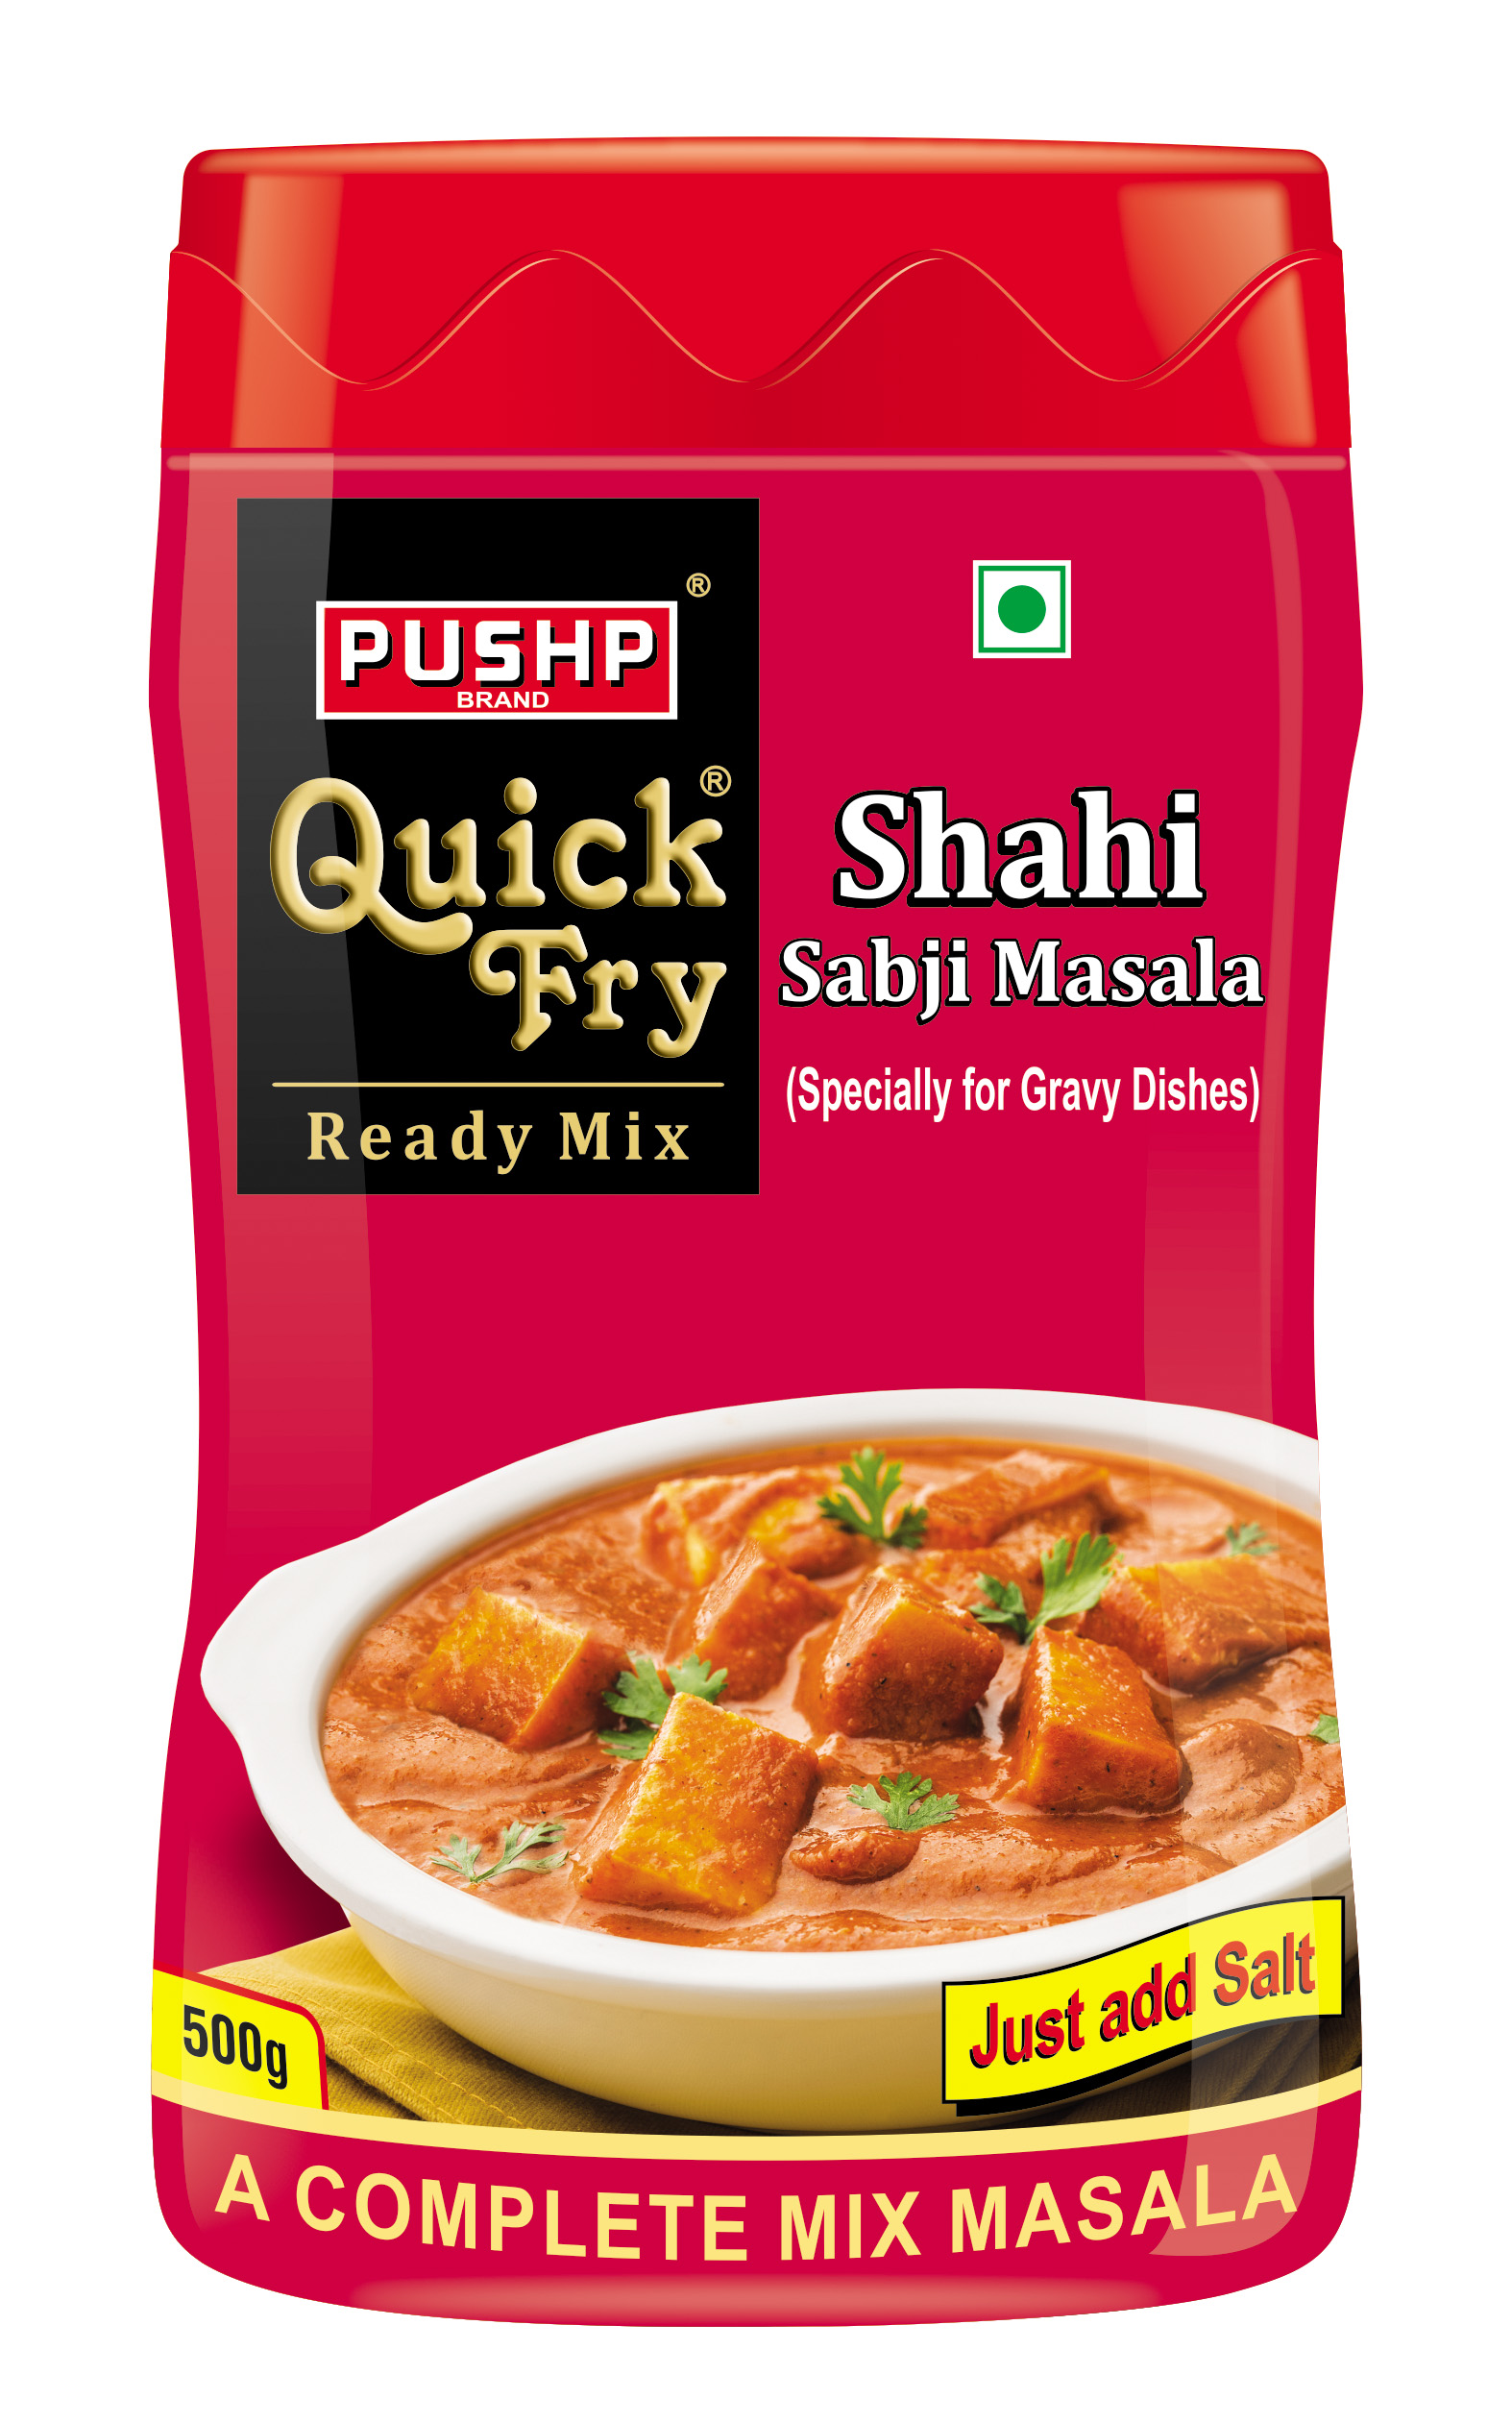 ®
PUSHP
BRAND
Quick®
Fry
Ready Mix
Shahi
Sabji Masala
(Specially for Gravy Dishes)
Just add Salt
500g
A COMPLETE MIX MASALA